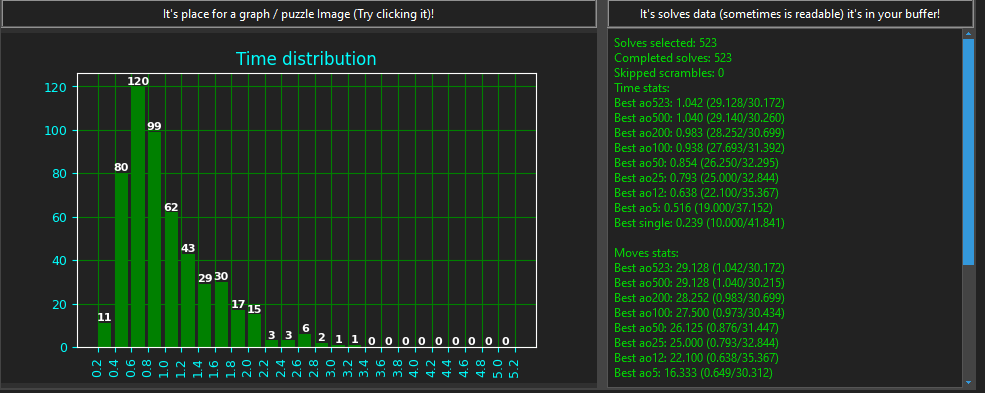 It's place for a graph / puzzle Image (Try clicking it)!
Time distribution
120
100
80
60
40
20
0
11
80
120
99
62
43
29
30
17
15
3
3
6
2
1
1
0
0
0
0
0
0
0
0
0
0.2
0.4
0.6
0.8
1.0
1.2
1.4
1.6
1.8
2.0
2.2
2.4
2.6
2.8
3.0
3.2
3.4
3.6
3.8
4.0
4.2
4.4
4.6
4.8
5.0
5.2
It's solves data (sometimes is readable) it's in your buffer!
Solves selected: 523
Completed solves: 523
Skipped scrambles: 0
Time stats:
Best ao523: 1.042 (29.128/30.172)
Best ao500: 1.040 (29.140/30.260)
Best ao200: 0.983 (28.252/30.699)
Best ao100: 0.938 (27.693/31.392)
Best ao50: 0.854 (26.250/32.295)
Best ao25: 0.793 (25.000/32.844)
Best ao12: 0.638 (22.100/35.367)
Best ao5: 0.516 (19.000/37.152)
Best single: 0.239 (10.000/41.841)
Moves stats:
Best ao523: 29.128 (1.042/30.172)
Best ao500: 29.128 (1.040/30.215)
Best ao200: 28.252 (0.983/30.699)
Best ao100: 27.500 (0.973/30.434)
Best ao50: 26.125 (0.876/31.447)
Best ao25: 25.000 (0.793/32.844)
Best ao12: 22.100 (0.638/35.367)
Best ao5: 16.333 (0.649/30.312)